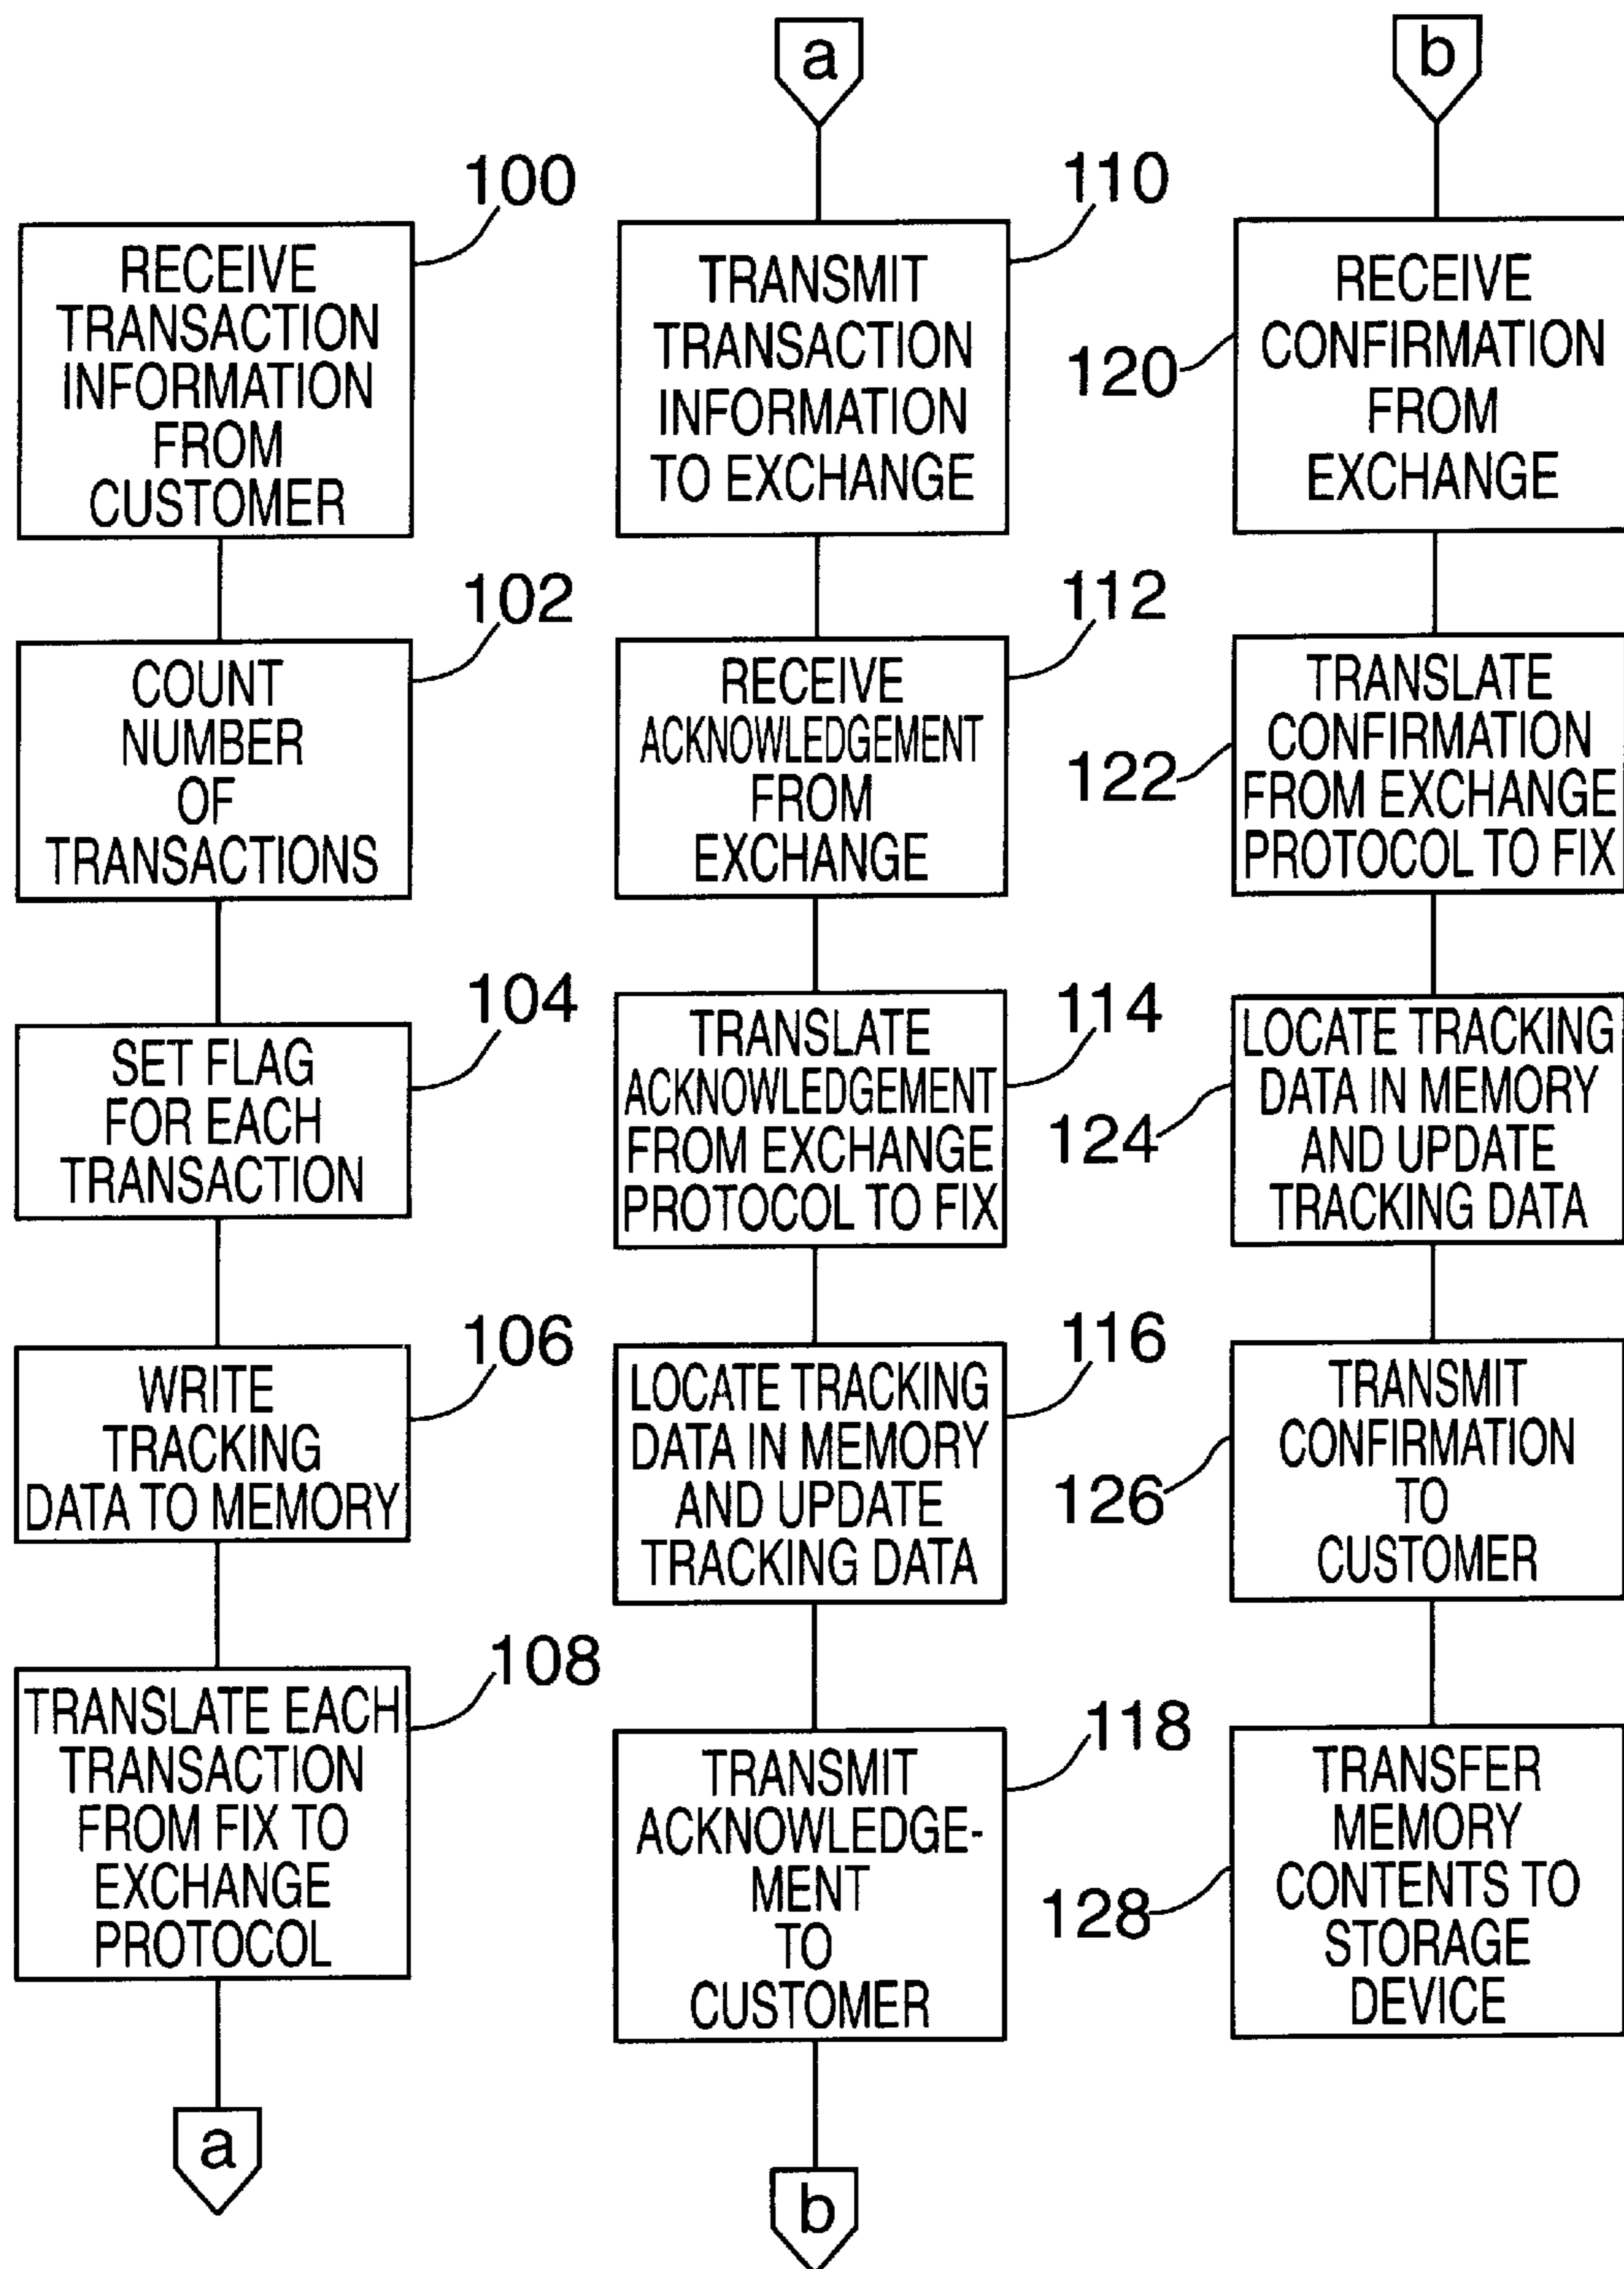 100
RECEIVE
TRANSACTION
INFORMATION
FROM
CUSTOMER
102
COUNT
NUMBER
OF
TRANSACTIONS
104
SET FLAG
FOR EACH
TRANSACTION
106
WRITE
TRACKING
DATA TO MEMORY
108
TRANSLATE EACH
TRANSACTION
FROM FIX TO
EXCHANGE
PROTOCOL
a
a
110
TRANSMIT
TRANSACTION
INFORMATION
TO EXCHANGE
112
RECEIVE
ACKNOWLEDGEMENT
FROM
EXCHANGE
114
TRANSLATE
ACKNOWLEDGEMENT
FROM EXCHANGE
PROTOCOL TO FIX
116
LOCATE TRACKING
DATA IN MEMORY
AND UPDATE
TRACKING DATA
118
TRANSMIT
ACKNOWLEDGE-
MENT
TO
CUSTOMER
b
b
120
RECEIVE
CONFIRMATION
FROM
EXCHANGE
122
TRANSLATE
CONFIRMATION
FROM EXCHANGE
PROTOCOL TO FIX
124
LOCATE TRACKING
DATA IN MEMORY
AND UPDATE
TRACKING DATA
126
TRANSMIT
CONFIRMATION
TO
CUSTOMER
128
TRANSFER
MEMORY
CONTENTS TO
STORAGE
DEVICE